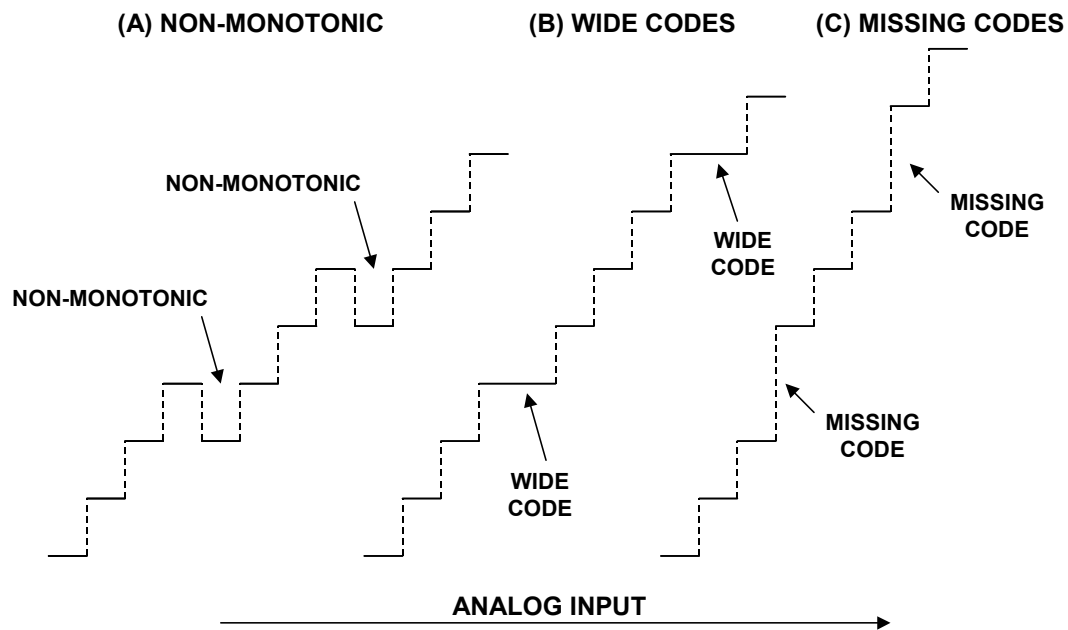 (A) NON-MONOTONIC
(B) WIDE CODES
(C) MISSING CODES
NON-MONOTONIC
NON-MONOTONIC
WIDE
CODE
WIDE
CODE
MISSING
CODE
MISSING
CODE
ANALOG INPUT